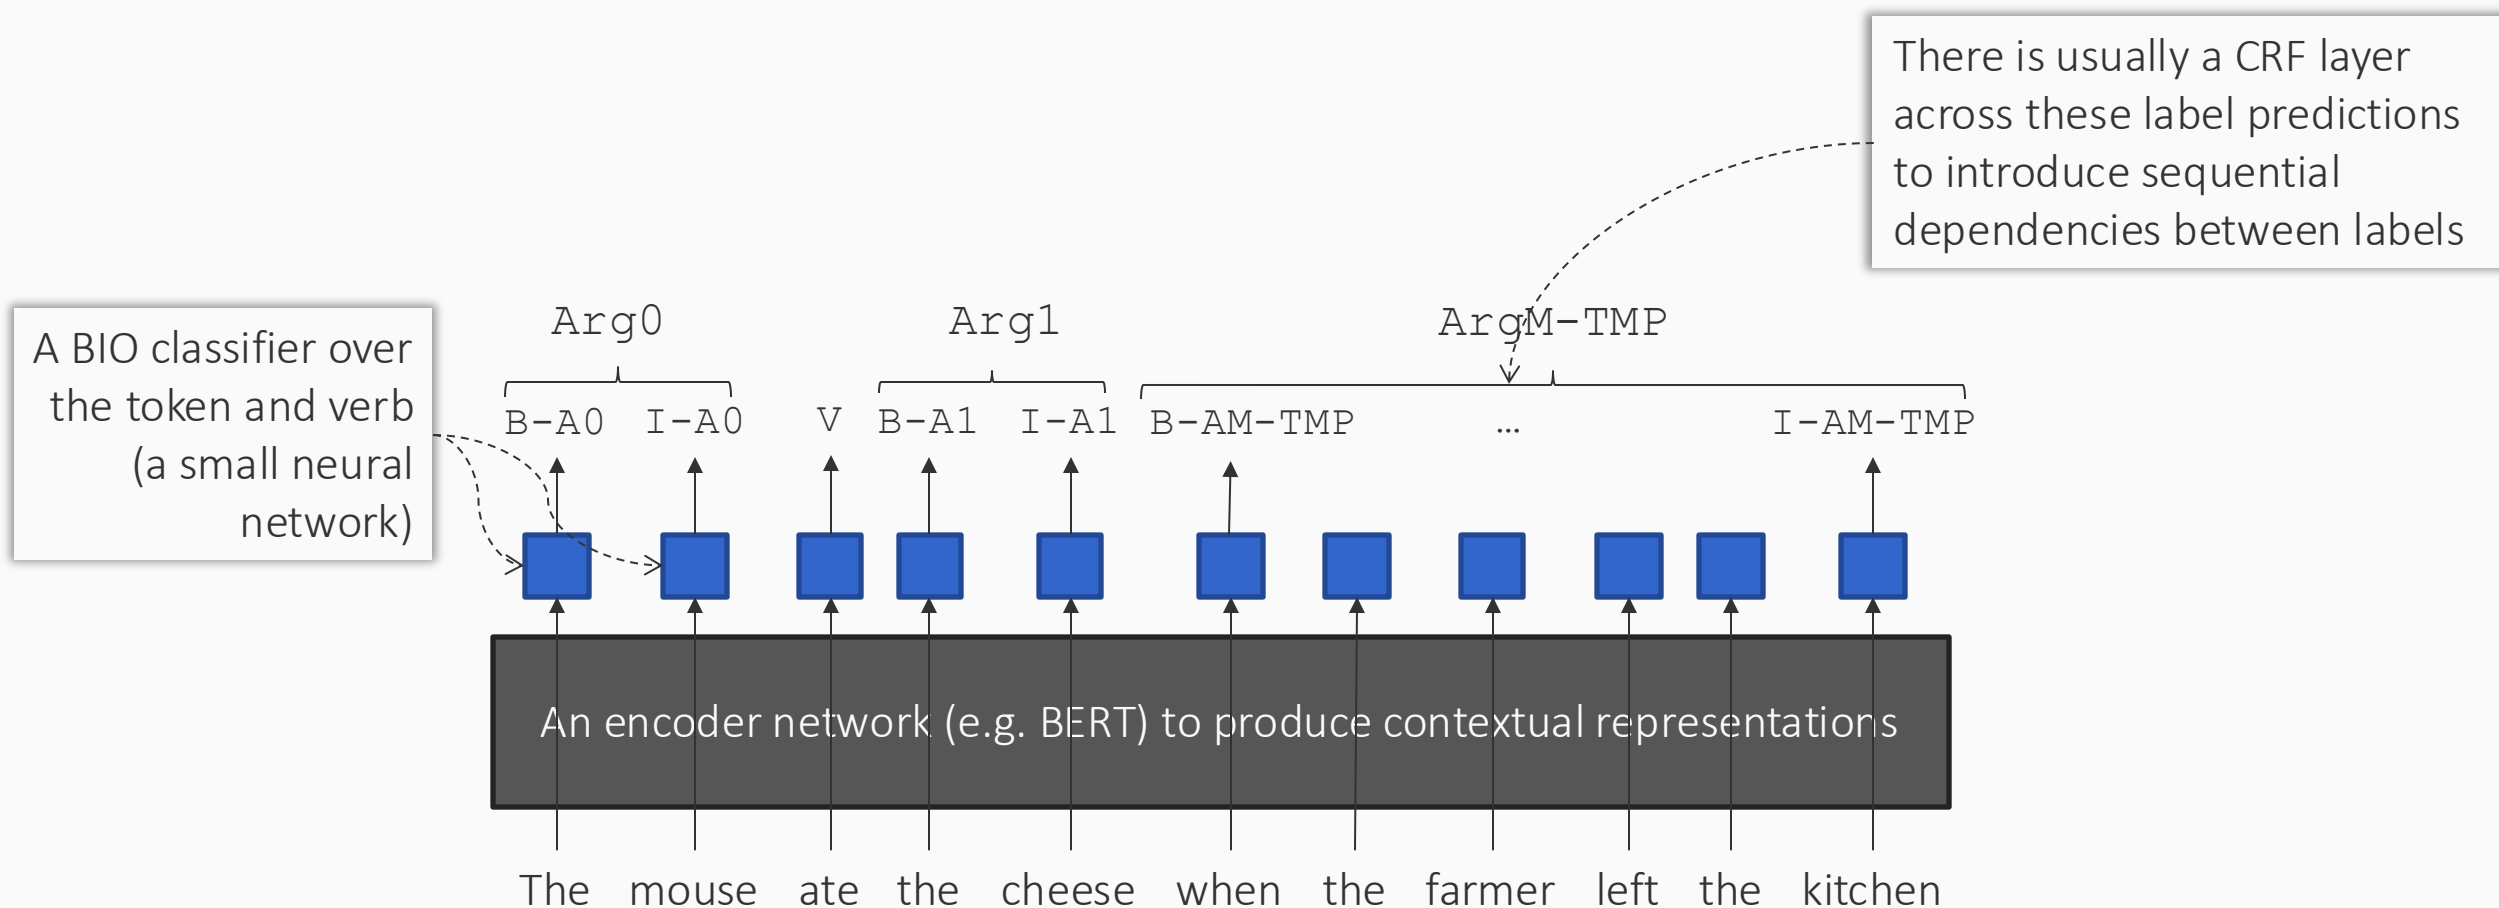 There is usually a CRF layer
across these label predictions
to introduce sequential
dependencies between labels
A BIO classifier over
the token and verb
(a small neural
network)
Arg0 Arg1 ArgM-TMP
B-A0 I-A0 V B-A1 I-A1 B-AM-TMP ... I-AM-TMP
An encoder network (e.g. BERT) to produce contextual representations
The mouse ate the cheese when the farmer left the kitchen